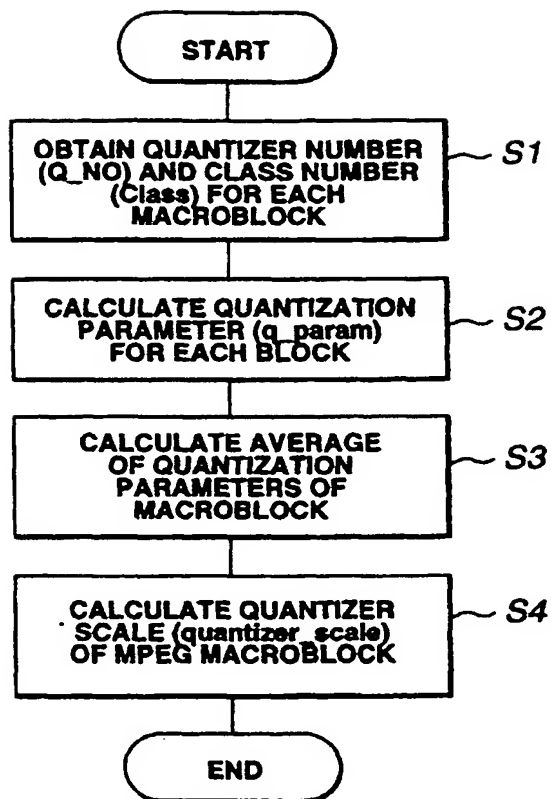 START
OBTAIN QUANTIZER NUMBER
(Q_NO) AND CLASS NUMBER
(Class) FOR EACH
MACROBLOCK
S1
CALCULATE QUANTIZATION
PARAMETER (q_param)
FOR EACH BLOCK
S2
CALCULATE AVERAGE
OF QUANTIZATION
PARAMETERS OF
MACROBLOCK
S3
CALCULATE QUANTIZER
SCALE (quantizer_scale)
OF MPEG MACROBLOCK
S4
END